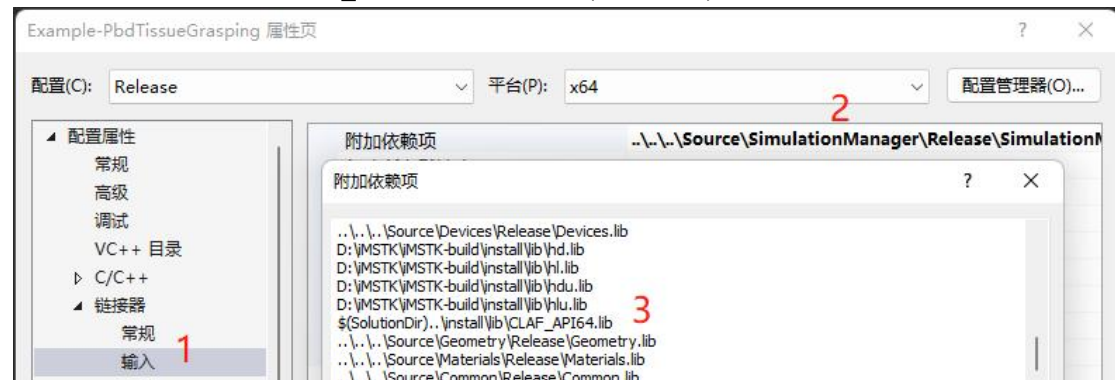 Example-PbdTissueGrasping 属性页 ? ×
配置(C): Release 平台(P): x64 配置管理器(O)...
2
配置属性
常规
高级
调试
VC++ 目录
C/C++
链接器
常规
输入
1
附加依赖项 ..\..\..\Source\SimulationManager\Release\SimulationM
附加依赖项 ? ×
..\..\..\Source\Devices\Release\Devices.lib
D:\iMSTK\iMSTK-build\install\lib\hd.lib
D:\iMSTK\iMSTK-build\install\lib\hl.lib
D:\iMSTK\iMSTK-build\install\lib\hdu.lib
D:\iMSTK\iMSTK-build\install\lib\hlu.lib
$(SolutionDir)..\install\lib\CLAF_API64.lib
3
..\..\..\Source\Geometry\Release\Geometry.lib
..\..\..\Source\Materials\Release\Materials.lib
..\..\..\Source\Common\Release\Common.lib